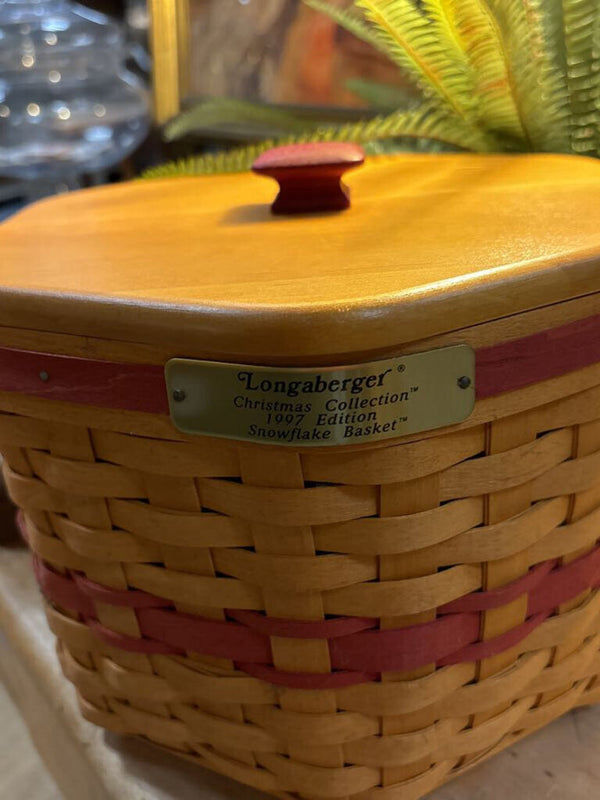 Longaberger®
Christmas Collection™
1997 Edition
Snowflake Basket™